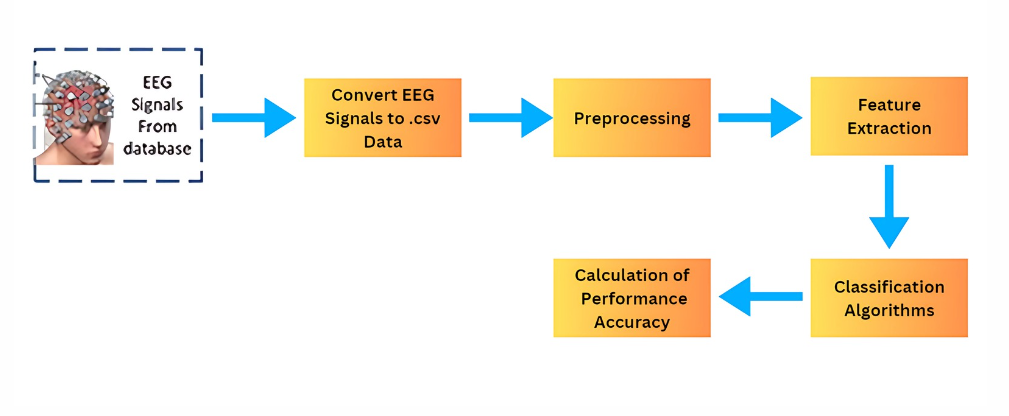 EEG
Signals
From
database
Convert EEG
Signals to .csv
Data
Preprocessing
Feature
Extraction
Classification
Algorithms
Calculation of
Performance
Accuracy